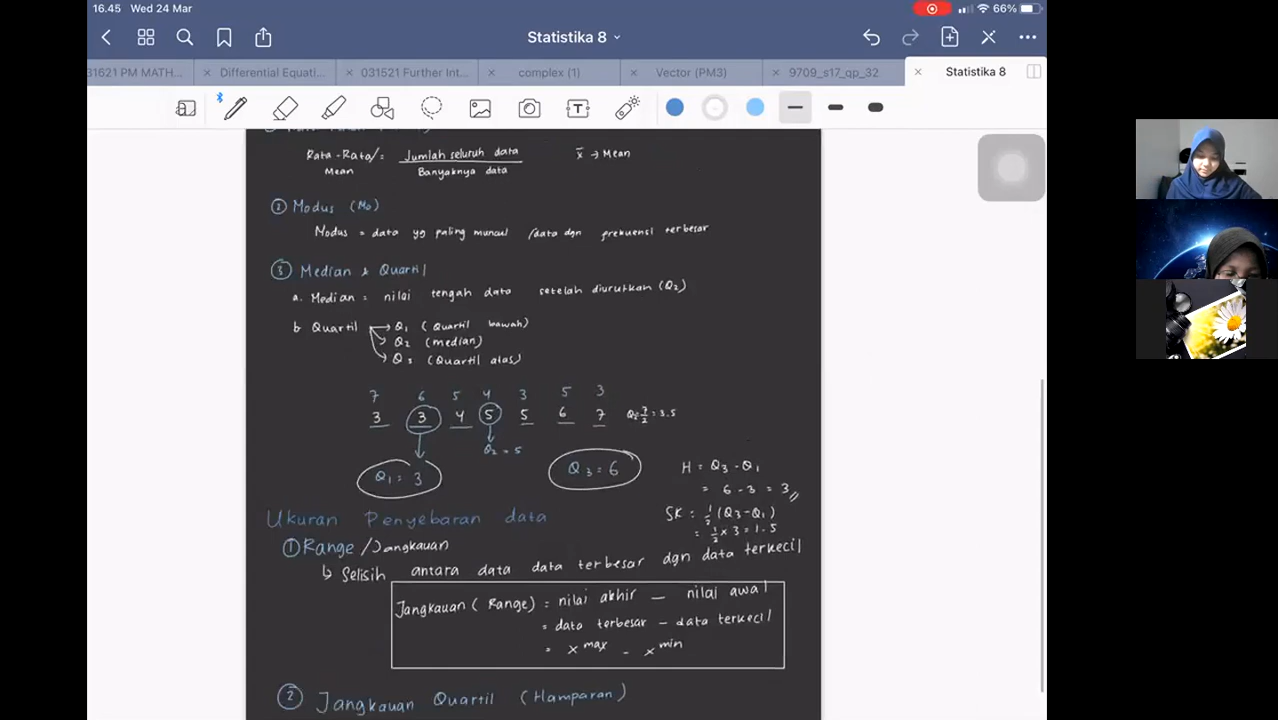 16.45 Wed 24 Mar
66%
Statistika 8
31621 PM MATH...
Differential Equati...
031521 Further Int...
complex (1)
Vector (PM3)
9709_s17_qp_32
Statistika 8
Rata-Rata/ = Jumlah seluruh data x̄ → Mean
Mean Banyaknya data
② Modus (Mo)
Modus = data yg paling muncul /data dgn frekuensi terbesar
③ Median & Quartil
a. Median = nilai tengah data setelah diurutkan (Q2)
b Quartil → Q1 (Quartil bawah)
Q2 (median)
Q3 (Quartil atas)
7 6 5 4 3 5 3
3 3 4 5 5 6 7 7/2 = 3.5
Q2 = 5
Q1 = 3
Q3 = 6
H = Q3 - Q1
= 6 - 3 = 3
SK = 1/2 (Q3 - Q1)
= 1/2 × 3 = 1.5
Ukuran Penyebaran data
① Range /Jangkauan
↳ Selisih antara data data terbesar dgn data terkecil
Jangkauan (Range) = nilai akhir — nilai awal
= data terbesar - data terkecil
= x max - x min
② Jangkauan Quartil (Hamparan)